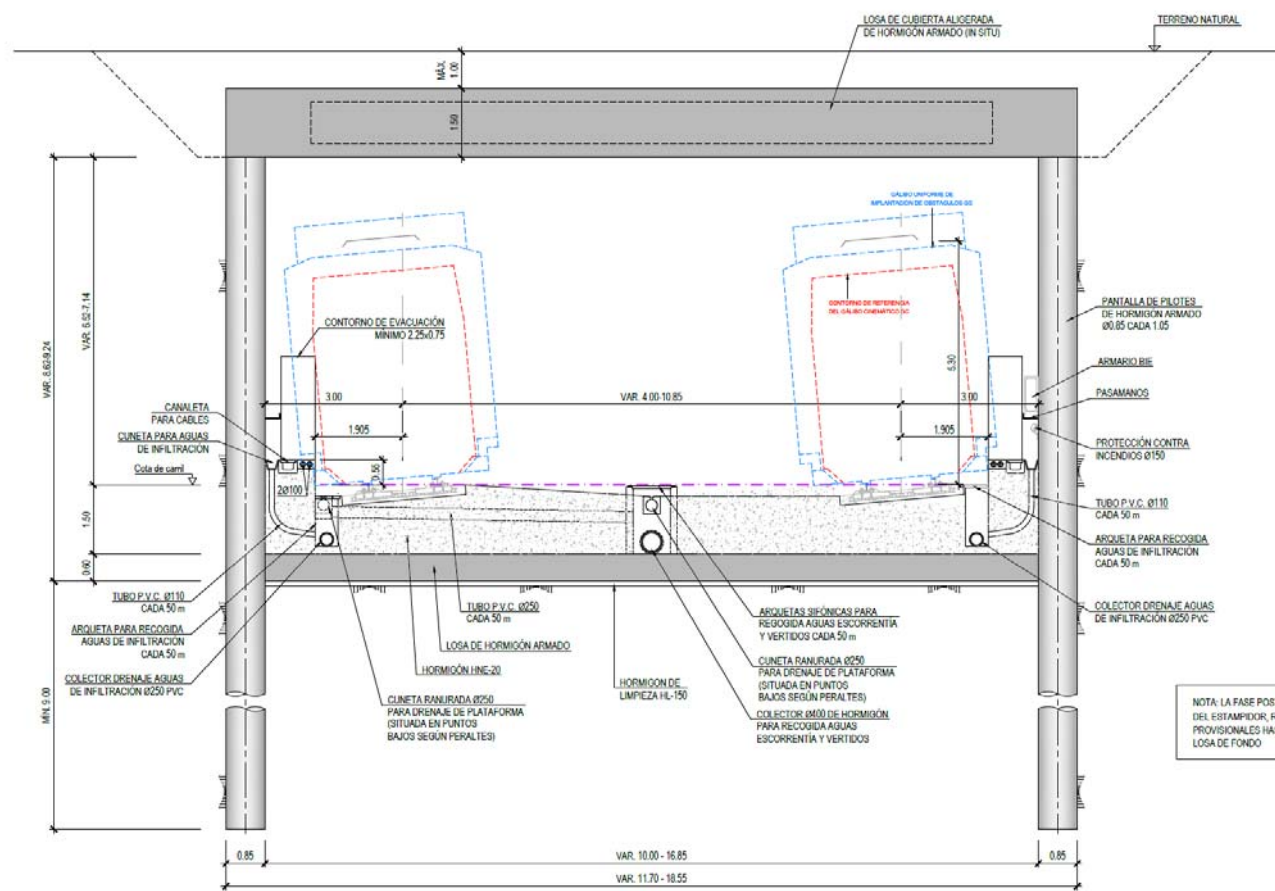 LOSA DE CUBIERTA ALIGERADA
DE HORMIGÓN ARMADO (IN SITU)
TERRENO NATURAL
MÁX.
1.00
1.50
GÁLIBO UNIFORME DE
IMPLANTACIÓN DE OBSTÁCULOS GC
CONTORNO DE REFERENCIA
DEL GÁLIBO CINEMÁTICO GC
VAR. 8.62-9.24
VAR. 6.52-7.14
CONTORNO DE EVACUACIÓN
MÍNIMO 2.25x0.75
PANTALLA DE PILOTES
DE HORMIGÓN ARMADO
Ø0.85 CADA 1.05
ARMARIO BIE
PASAMANOS
5.30
3.00
VAR. 4.00-10.85
3.00
CANALETA
PARA CABLES
1.905
1.905
CUNETA PARA AGUAS
DE INFILTRACIÓN
PROTECCIÓN CONTRA
INCENDIOS Ø150
Cota de carril
0.55
2Ø100
1.50
0.60
TUBO P.V.C. Ø110
CADA 50 m
ARQUETA PARA RECOGIDA
AGUAS DE INFILTRACIÓN
CADA 50 m
TUBO P.V.C. Ø110
CADA 50 m
TUBO P.V.C. Ø250
CADA 50 m
ARQUETAS SIFÓNICAS PARA
REGOGIDA AGUAS ESCORRENTÍA
Y VERTIDOS CADA 50 m
COLECTOR DRENAJE AGUAS
DE INFILTRACIÓN Ø250 PVC
ARQUETA PARA RECOGIDA
AGUAS DE INFILTRACIÓN
CADA 50 m
LOSA DE HORMIGÓN ARMADO
CUNETA RANURADA Ø250
PARA DRENAJE DE PLATAFORMA
(SITUADA EN PUNTOS
BAJOS SEGÚN PERALTES)
HORMIGÓN HNE-20
COLECTOR DRENAJE AGUAS
DE INFILTRACIÓN Ø250 PVC
HORMIGON DE
LIMPIEZA HL-150
CUNETA RANURADA Ø250
PARA DRENAJE DE PLATAFORMA
(SITUADA EN PUNTOS
BAJOS SEGÚN PERALTES)
COLECTOR Ø400 DE HORMIGÓN
PARA RECOGIDA AGUAS
ESCORRENTÍA Y VERTIDOS
MÍN. 9.00
NOTA: LA FASE POS
DEL ESTAMPIDOR, R
PROVISIONALES HA
LOSA DE FONDO
0.85
VAR. 10.00 - 16.85
0.85
VAR. 11.70 - 18.55